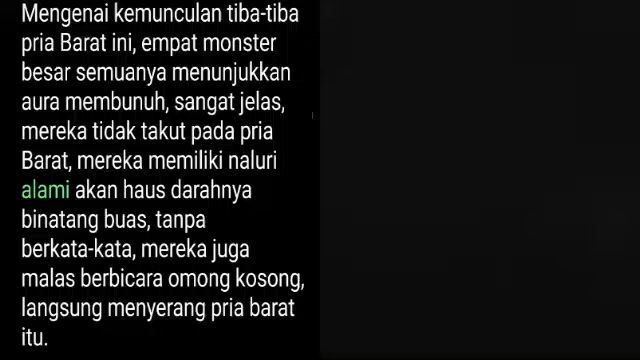 Mengenai kemunculan tiba-tiba
pria Barat ini, empat monster
besar semuanya menunjukkan
aura membunuh, sangat jelas,
mereka tidak takut pada pria
Barat, mereka memiliki naluri
alami akan haus darahnya
binatang buas, tanpa
berkata-kata, mereka juga
malas berbicara omong kosong,
langsung menyerang pria barat
itu.